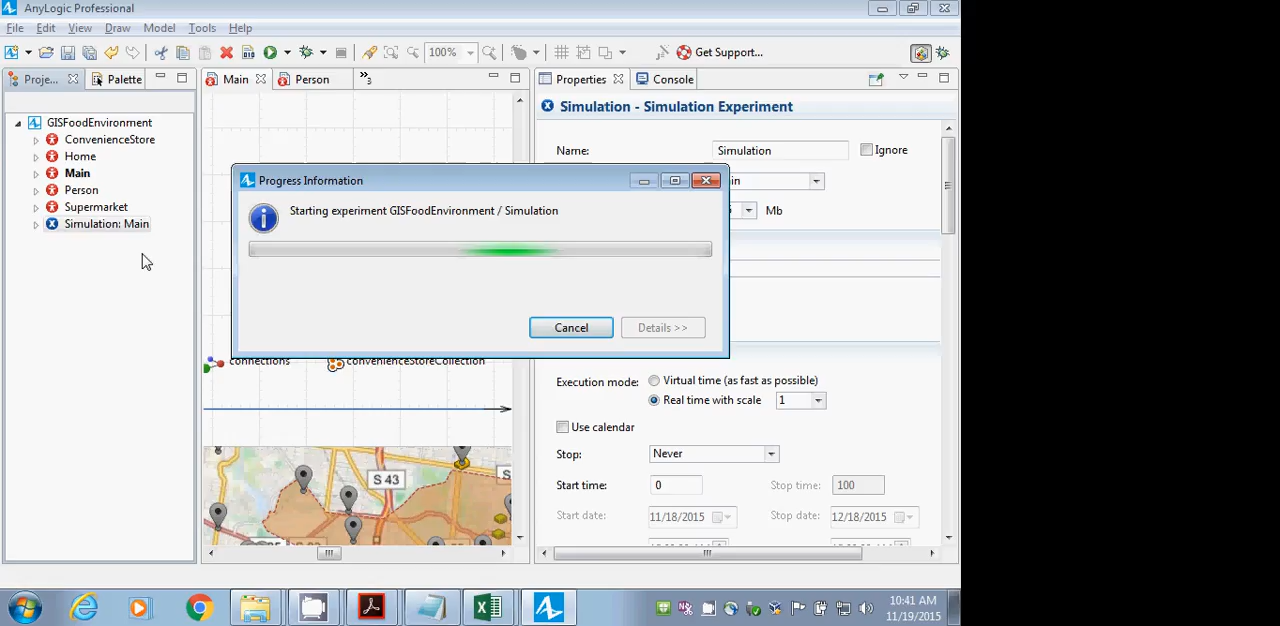 AnyLogic Professional
File Edit View Draw Model Tools Help
100% Get Support...
Proje... Palette Main Person »3 Properties Console
Simulation - Simulation Experiment
GISFoodEnvironment
ConvenienceStore
Home
Main
Person
Supermarket
Simulation: Main
Name: Simulation Ignore
Progress Information
Starting experiment GISFoodEnvironment / Simulation
Mb
Cancel Details >>
connections convenienceStoreCollection
Execution mode: Virtual time (as fast as possible)
Real time with scale 1
Use calendar
Stop: Never
Start time: 0 Stop time: 100
Start date: 11/18/2015 Stop date: 12/18/2015
S 43
10:41 AM
11/19/2015